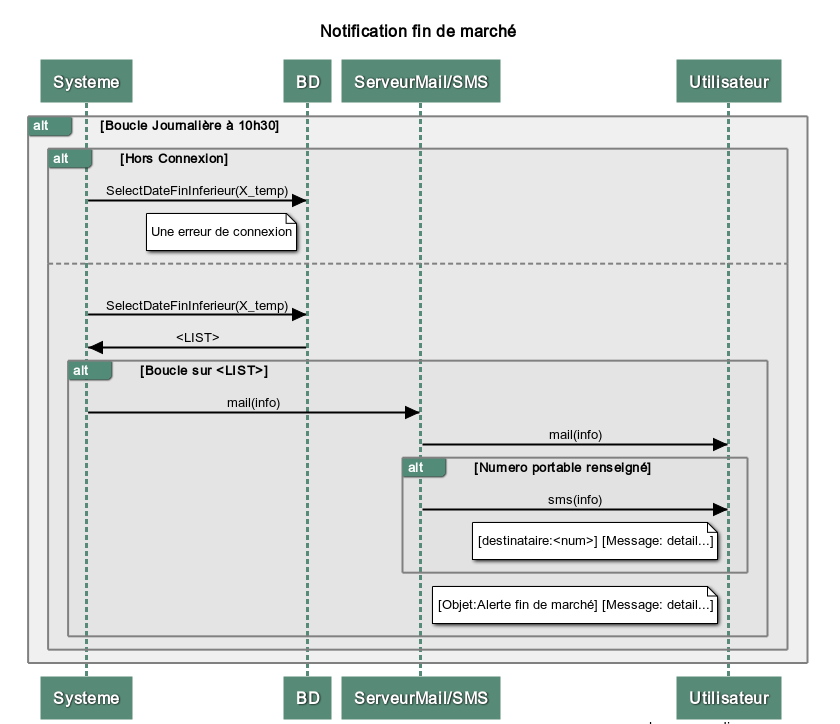 Notification fin de marché
Systeme BD ServeurMail/SMS Utilisateur
alt [Boucle Journalière à 10h30]
alt [Hors Connexion]
SelectDateFinInferieur(X_temp)
Une erreur de connexion
SelectDateFinInferieur(X_temp)
<LIST>
alt [Boucle sur <LIST>]
mail(info)
mail(info)
alt [Numero portable renseigné]
sms(info)
[destinataire:<num>] [Message: detail...]
[Objet:Alerte fin de marché] [Message: detail...]
Systeme BD ServeurMail/SMS Utilisateur